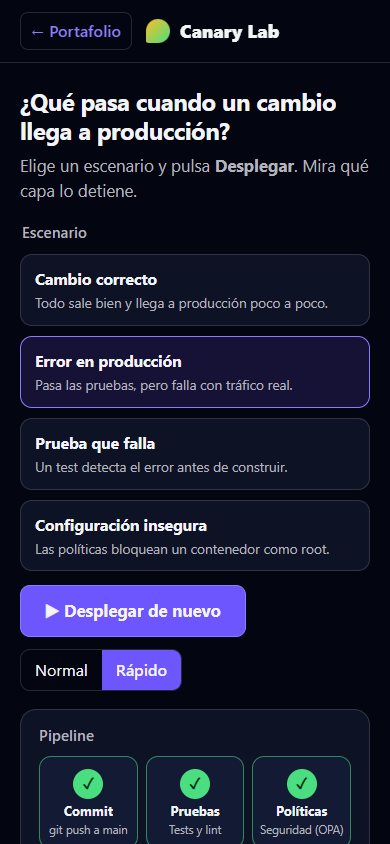 ← Portafolio
Canary Lab
¿Qué pasa cuando un cambio
llega a producción?
Elige un escenario y pulsa Desplegar. Mira qué
capa lo detiene.
Escenario
Cambio correcto
Todo sale bien y llega a producción poco a poco.
Error en producción
Pasa las pruebas, pero falla con tráfico real.
Prueba que falla
Un test detecta el error antes de construir.
Configuración insegura
Las políticas bloquean un contenedor como root.
▶ Desplegar de nuevo
Normal
Rápido
Pipeline
✓ ✓ ✓
Commit Pruebas Políticas
git push a main Tests y lint Seguridad (OPA)